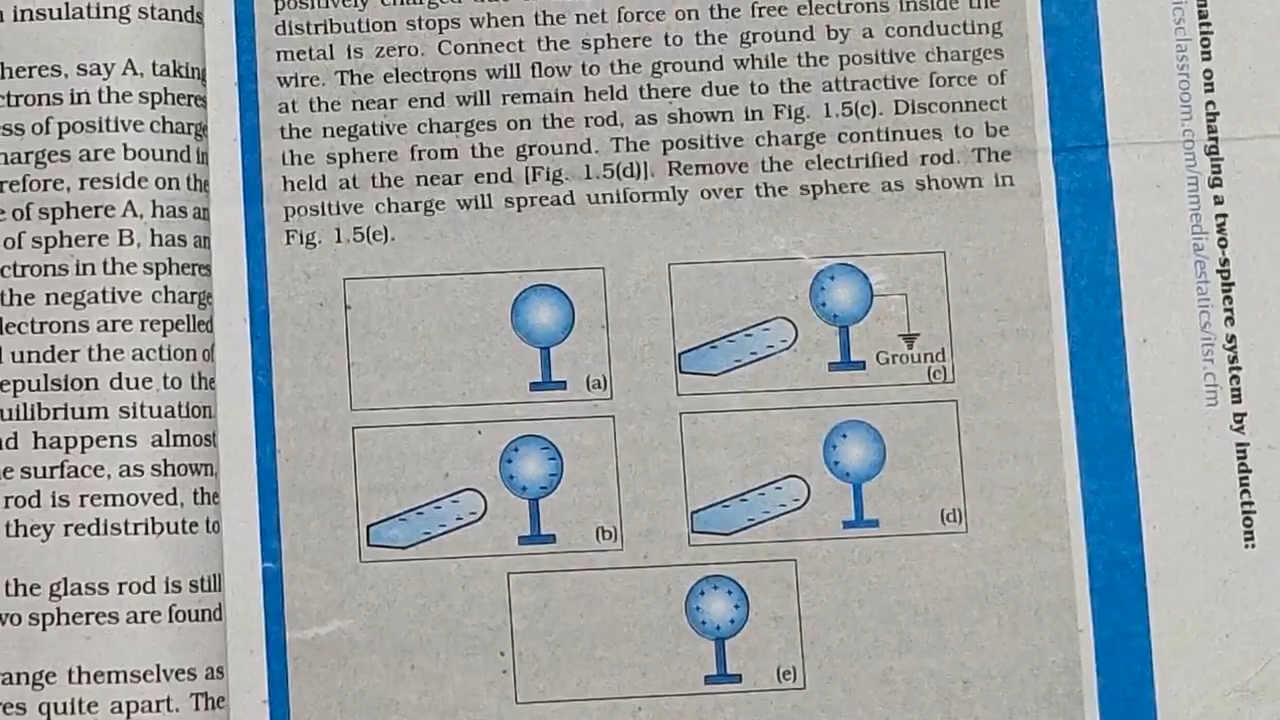 insulating stands
heres, say A, taking
ctrons in the spheres
ss of positive charge
harges are bound in
refore, reside on the
e of sphere A, has an
of sphere B, has an
ctrons in the spheres
the negative charge
lectrons are repelled
under the action of
epulsion due to the
uilibrium situation
nd happens almost
e surface, as shown,
rod is removed, the
they redistribute to
the glass rod is still
wo spheres are found
ange themselves as
res quite apart. The
positively charged
distribution stops when the net force on the free electrons inside the
metal is zero. Connect the sphere to the ground by a conducting
wire. The electrons will flow to the ground while the positive charges
at the near end will remain held there due to the attractive force of
the negative charges on the rod, as shown in Fig. 1.5(c). Disconnect
the sphere from the ground. The positive charge continues to be
held at the near end [Fig. 1.5(d)]. Remove the electrified rod. The
positive charge will spread uniformly over the sphere as shown in
Fig. 1.5(e).
(a)
Ground
(c)
(b)
(d)
(e)
nation on charging a two-sphere system by induction:
icsclassroom.com/mmedia/estatics/itsr.cfm